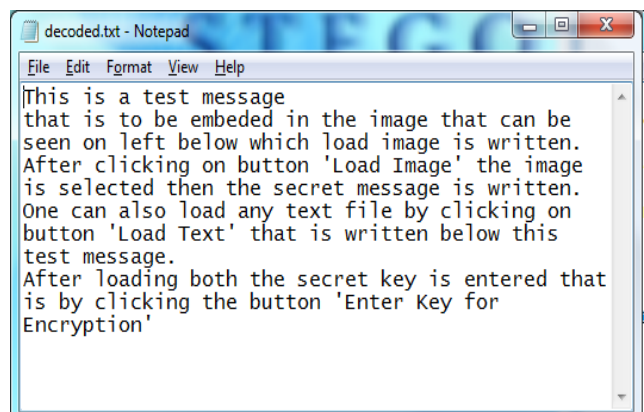 STEGO
decoded.txt - Notepad
File Edit Format View Help
This is a test message
that is to be embeded in the image that can be
seen on left below which load image is written.
After clicking on button 'Load Image' the image
is selected then the secret message is written.
One can also load any text file by clicking on
button 'Load Text' that is written below this
test message.
After loading both the secret key is entered that
is by clicking the button 'Enter Key for
Encryption'